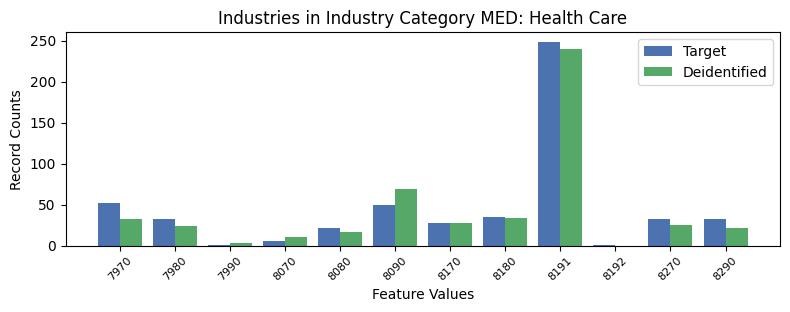 Industries in Industry Category MED: Health Care
Target
Deidentified
Record Counts
250
200
150
100
50
0
7970 7980 7990 8070 8080 8090 8170 8180 8191 8192 8270 8290
Feature Values